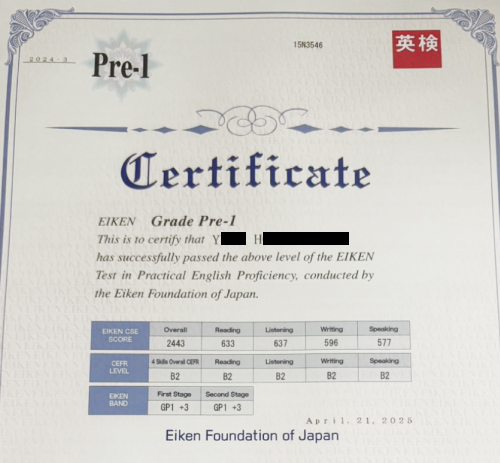 15N3546
英検
2024-3
Pre-1
Certificate
EIKEN Grade Pre-1
This is to certify that Y H
has successfully passed the above level of the EIKEN
Test in Practical English Proficiency, conducted by
the Eiken Foundation of Japan.
EIKEN CSE SCORE
Overall Reading Listening Writing Speaking
2443 633 637 596 577
CEFR LEVEL
4 Skills Overall CEFR Reading Listening Writing Speaking
B2 B2 B2 B2 B2
EIKEN BAND
First Stage Second Stage
GP1 +3 GP1 +3
April. 21, 2025
Eiken Foundation of Japan